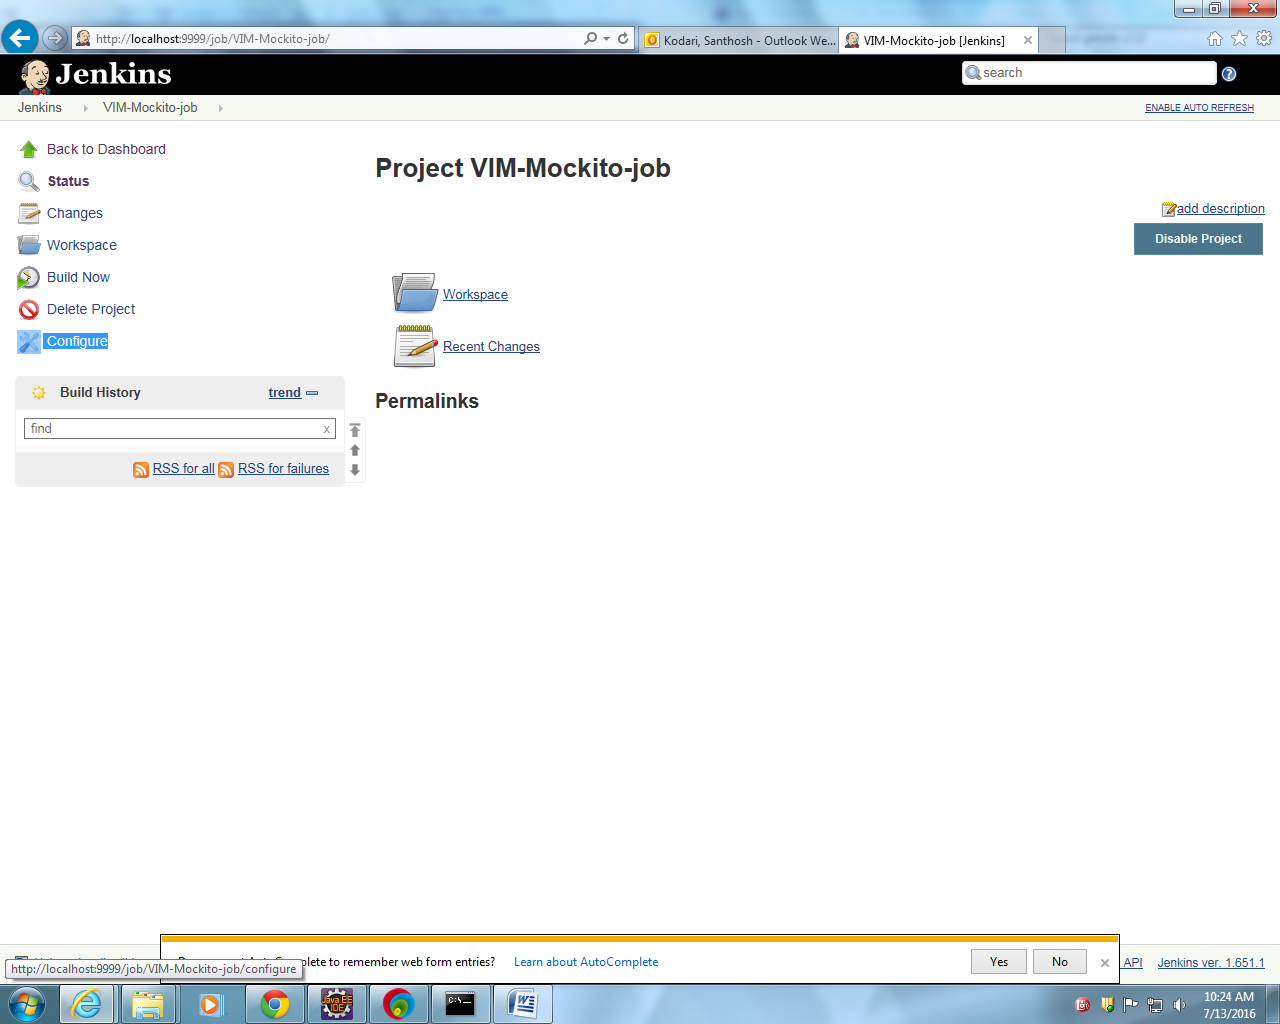 http://localhost:9999/job/VIM-Mockito-job/
Kodari, Santhosh - Outlook We...
VIM-Mockito-job [Jenkins]
Jenkins
search
Jenkins
VIM-Mockito-job
ENABLE AUTO REFRESH
Back to Dashboard
Status
Changes
Workspace
Build Now
Delete Project
Configure
Project VIM-Mockito-job
add description
Disable Project
Workspace
Recent Changes
Permalinks
Build History
trend
find
x
RSS for all
RSS for failures
plete to remember web form entries?
Learn about AutoComplete
Yes
No
API
Jenkins ver. 1.651.1
http://localhost:9999/job/VIM-Mockito-job/configure
Java EE
IDE
C:\._
10:24 AM
7/13/2016